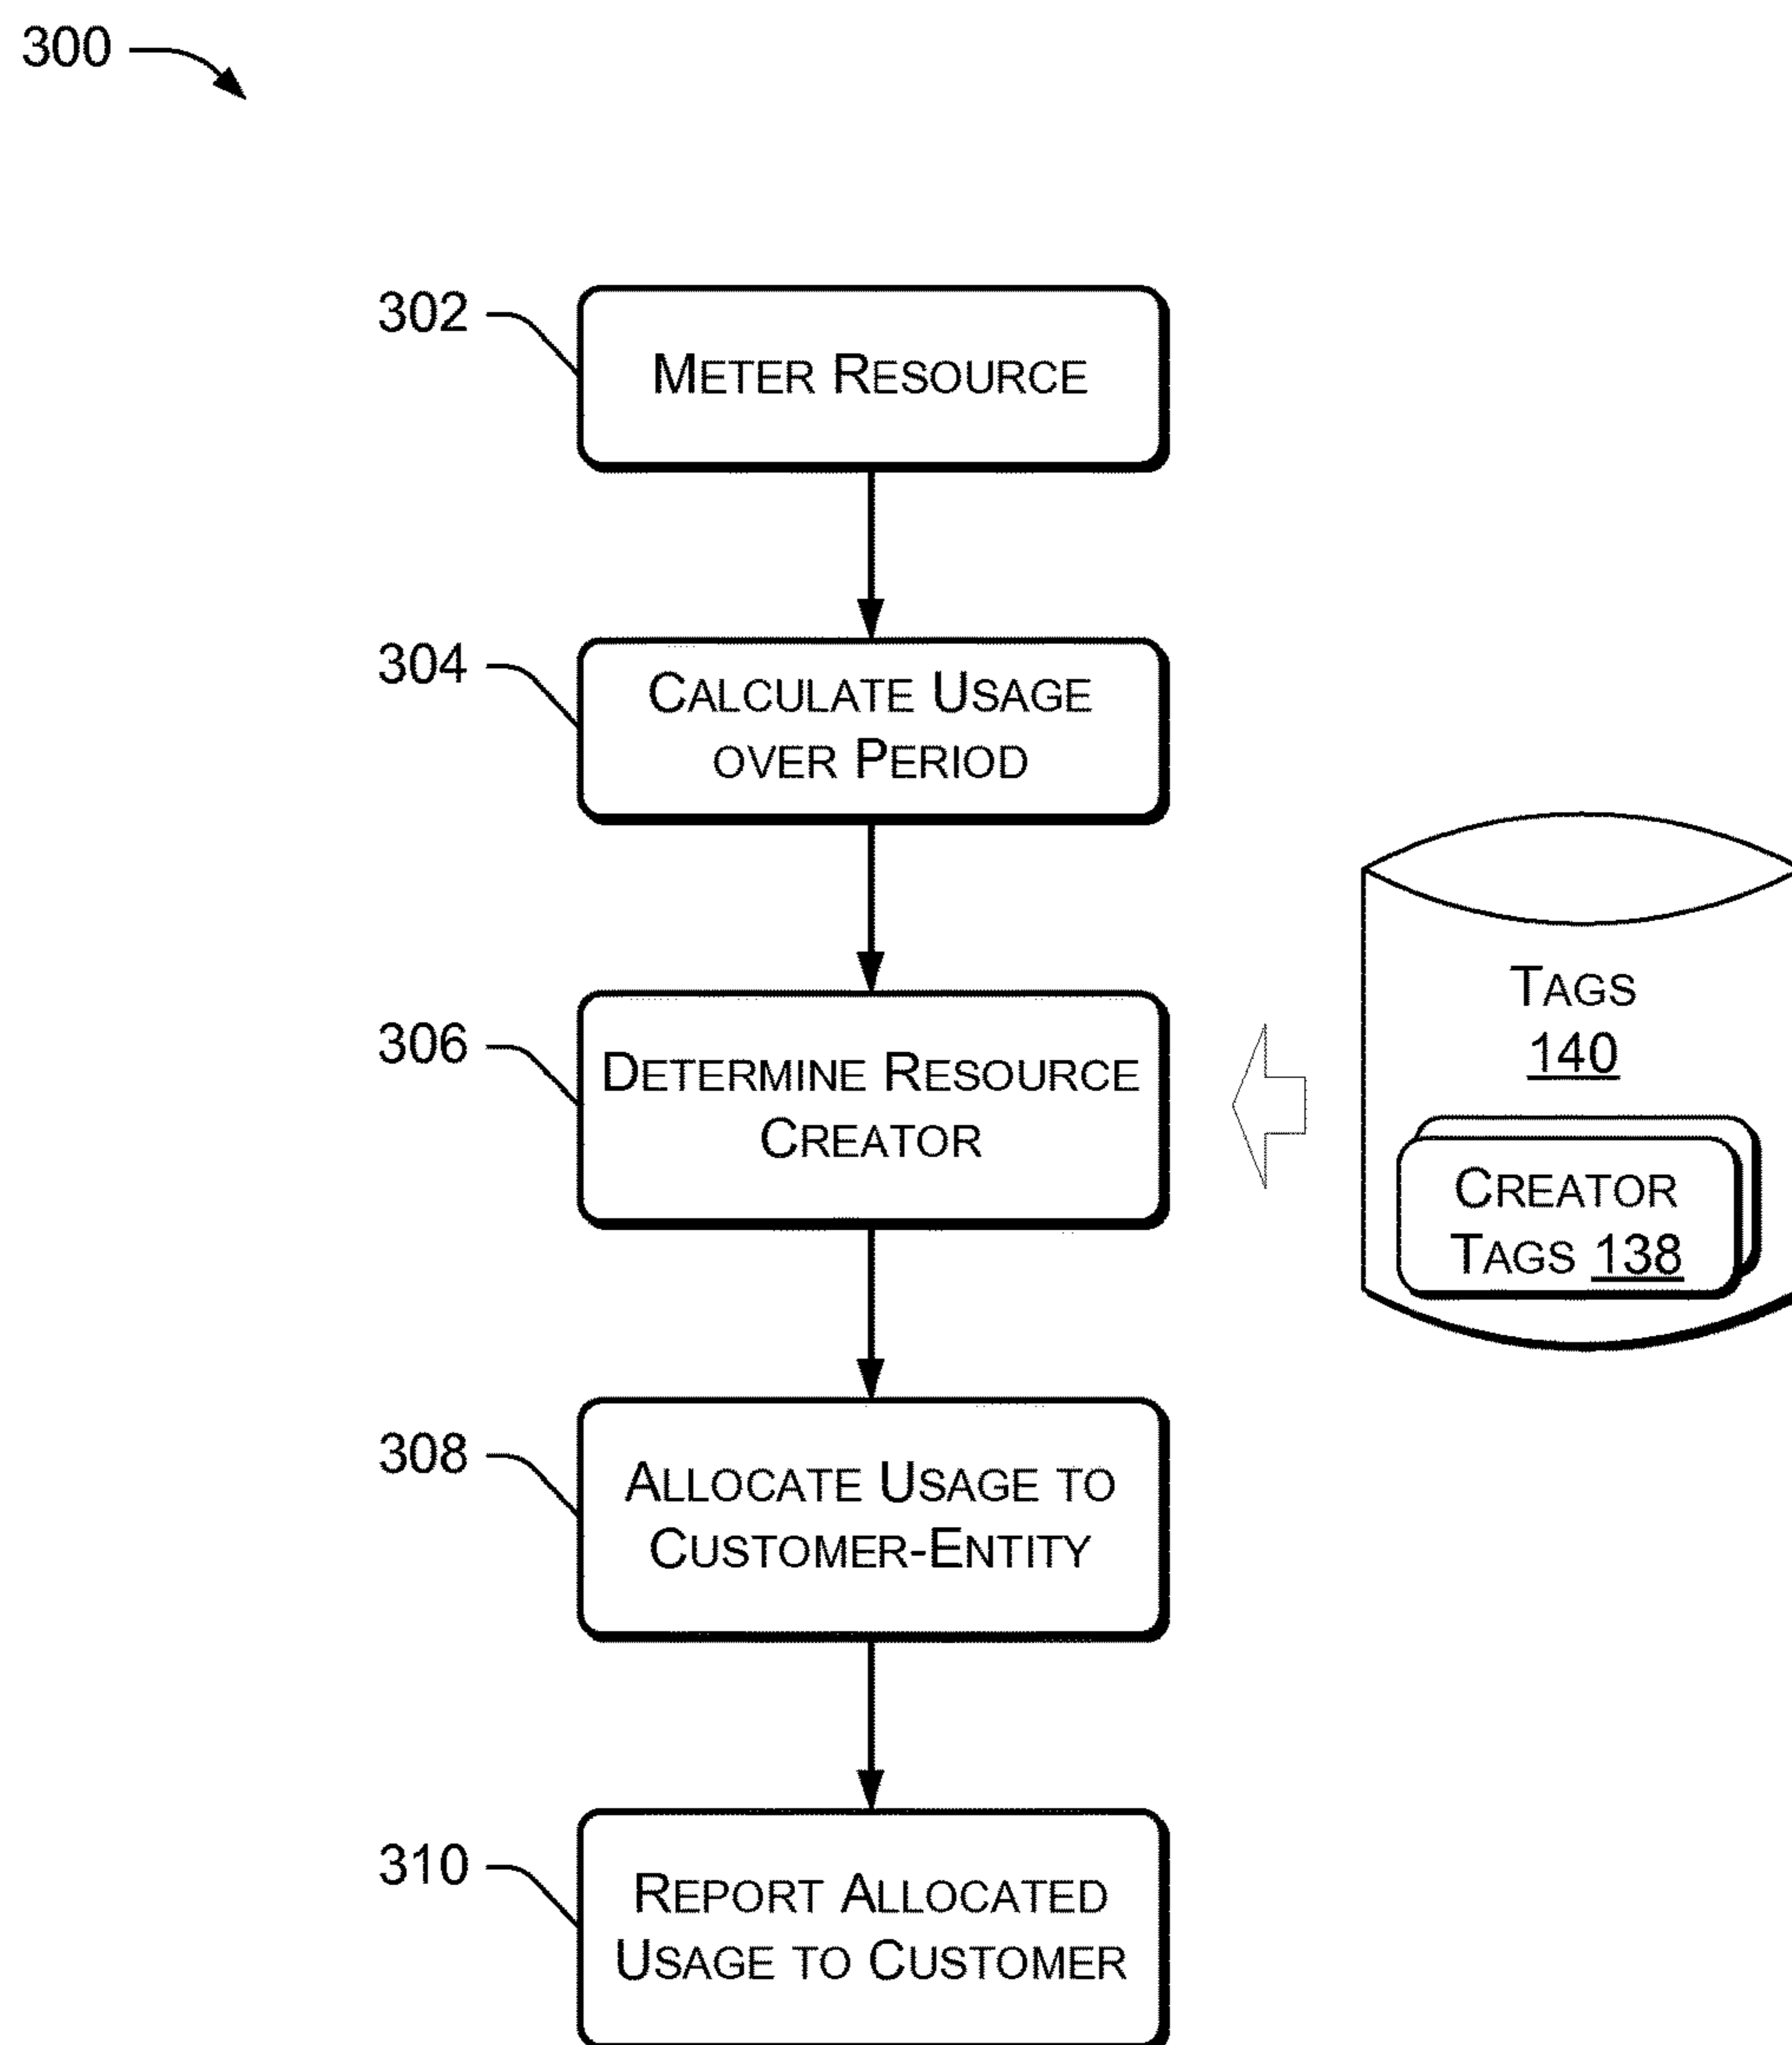 300
302
METER RESOURCE
304
CALCULATE USAGE
OVER PERIOD
306
DETERMINE RESOURCE
CREATOR
TAGS
140
CREATOR
TAGS 138
308
ALLOCATE USAGE TO
CUSTOMER-ENTITY
310
REPORT ALLOCATED
USAGE TO CUSTOMER